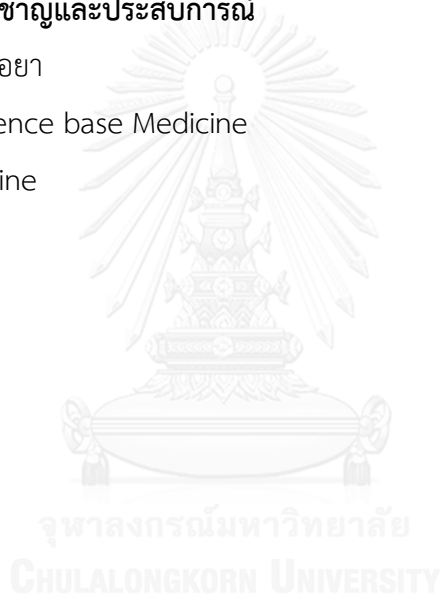 ชาญและประสบการณ์
อยา
ence base Medicine
ine
จุฬาลงกรณ์มหาวิทยาลัย
CHULALONGKORN UNIVERSITY